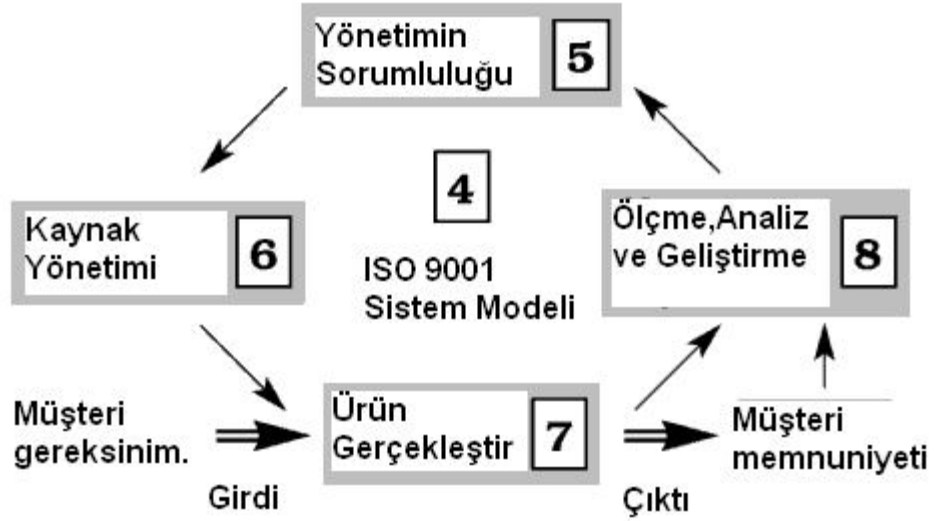 Yönetimin
Sorumluluğu
5
4
Kaynak
Yönetimi
6
ISO 9001
Sistem Modeli
Ölçme,Analiz
ve Geliştirme
8
Müşteri
gereksinim.
Girdi
Ürün
Gerçekleştir
7
Çıktı
Müşteri
memnuniyeti